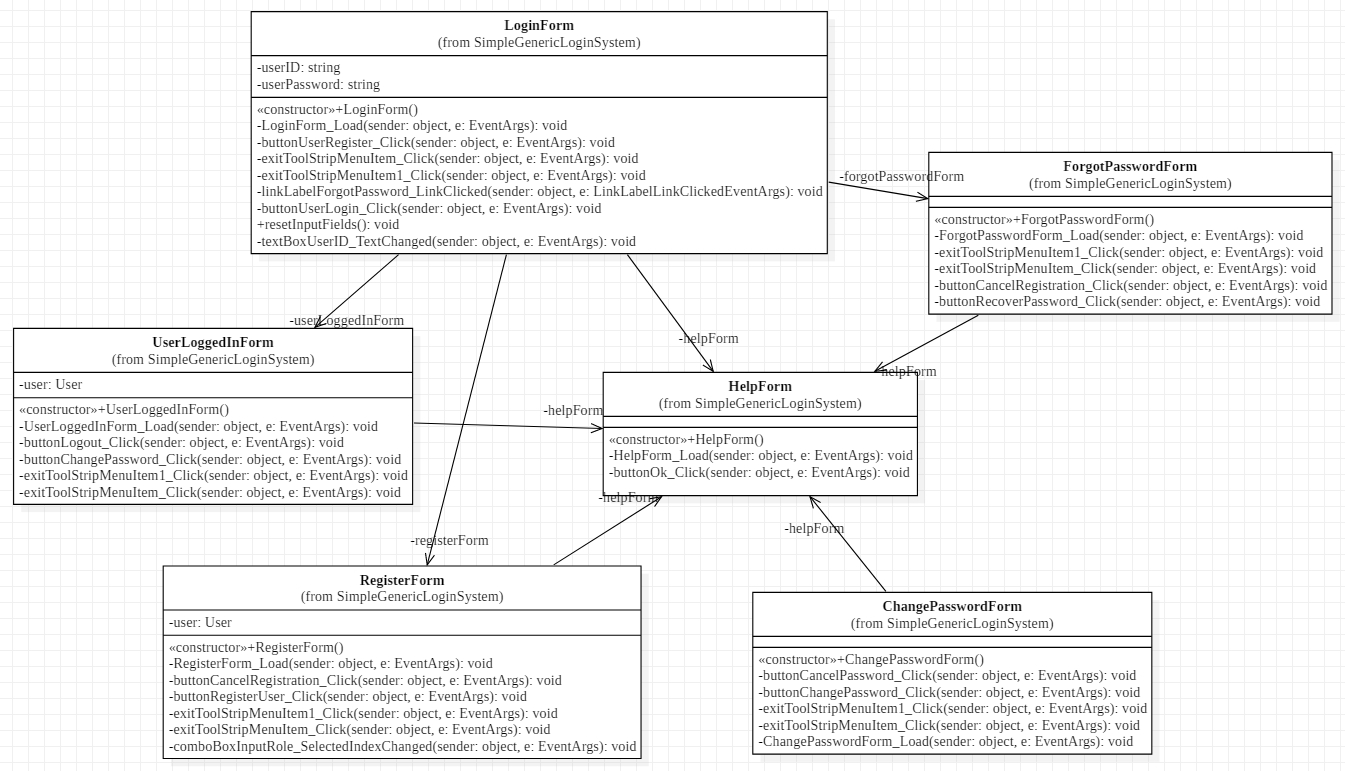 LoginForm
(from SimpleGenericLoginSystem)
-userID: string
-userPassword: string
«constructor»+LoginForm()
-LoginForm_Load(sender: object, e: EventArgs): void
-buttonUserRegister_Click(sender: object, e: EventArgs): void
-exitToolStripMenuItem_Click(sender: object, e: EventArgs): void
-exitToolStripMenuItem1_Click(sender: object, e: EventArgs): void
-linkLabelForgotPassword_LinkClicked(sender: object, e: LinkLabelLinkClickedEventArgs): void
-buttonUserLogin_Click(sender: object, e: EventArgs): void
+resetInputFields(): void
-textBoxUserID_TextChanged(sender: object, e: EventArgs): void
-forgotPasswordForm
ForgotPasswordForm
(from SimpleGenericLoginSystem)
«constructor»+ForgotPasswordForm()
-ForgotPasswordForm_Load(sender: object, e: EventArgs): void
-exitToolStripMenuItem1_Click(sender: object, e: EventArgs): void
-exitToolStripMenuItem_Click(sender: object, e: EventArgs): void
-buttonCancelRegistration_Click(sender: object, e: EventArgs): void
-buttonRecoverPassword_Click(sender: object, e: EventArgs): void
-userLoggedInForm
-helpForm
-helpForm
UserLoggedInForm
(from SimpleGenericLoginSystem)
-user: User
«constructor»+UserLoggedInForm()
-UserLoggedInForm_Load(sender: object, e: EventArgs): void
-buttonLogout_Click(sender: object, e: EventArgs): void
-buttonChangePassword_Click(sender: object, e: EventArgs): void
-exitToolStripMenuItem1_Click(sender: object, e: EventArgs): void
-exitToolStripMenuItem_Click(sender: object, e: EventArgs): void
-helpForm
HelpForm
(from SimpleGenericLoginSystem)
«constructor»+HelpForm()
-HelpForm_Load(sender: object, e: EventArgs): void
-buttonOk_Click(sender: object, e: EventArgs): void
-helpForm
-helpForm
-registerForm
RegisterForm
(from SimpleGenericLoginSystem)
-user: User
«constructor»+RegisterForm()
-RegisterForm_Load(sender: object, e: EventArgs): void
-buttonCancelRegistration_Click(sender: object, e: EventArgs): void
-buttonRegisterUser_Click(sender: object, e: EventArgs): void
-exitToolStripMenuItem1_Click(sender: object, e: EventArgs): void
-exitToolStripMenuItem_Click(sender: object, e: EventArgs): void
-comboBoxInputRole_SelectedIndexChanged(sender: object, e: EventArgs): void
ChangePasswordForm
(from SimpleGenericLoginSystem)
«constructor»+ChangePasswordForm()
-buttonCancelPassword_Click(sender: object, e: EventArgs): void
-buttonChangePassword_Click(sender: object, e: EventArgs): void
-exitToolStripMenuItem1_Click(sender: object, e: EventArgs): void
-exitToolStripMenuItem_Click(sender: object, e: EventArgs): void
-ChangePasswordForm_Load(sender: object, e: EventArgs): void